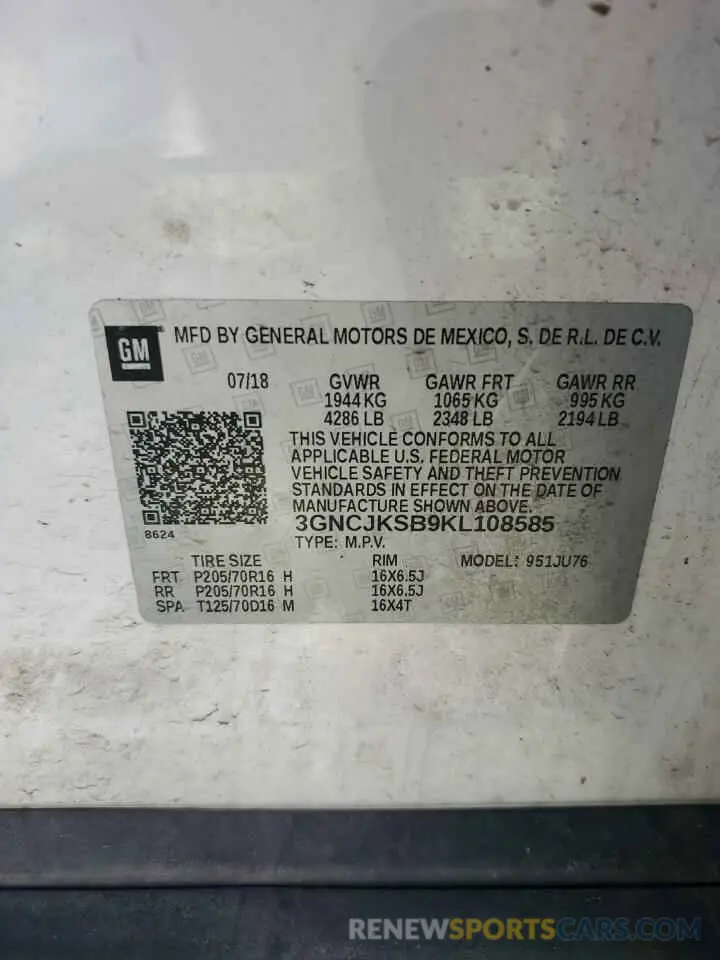 GM
MFD BY GENERAL MOTORS DE MEXICO, S. DE R.L. DE C.V.
07/18 GVWR GAWR FRT GAWR RR
1944 KG 1065 KG 995 KG
4286 LB 2348 LB 2194 LB
THIS VEHICLE CONFORMS TO ALL
APPLICABLE U.S. FEDERAL MOTOR
VEHICLE SAFETY AND THEFT PREVENTION
STANDARDS IN EFFECT ON THE DATE OF
MANUFACTURE SHOWN ABOVE.
3GNCJKSB9KL108585
8624
TYPE: M.P.V.
TIRE SIZE RIM MODEL: 951JU76
FRT P205/70R16 H 16X6.5J
RR P205/70R16 H 16X6.5J
SPA T125/70D16 M 16X4T
RENEWSPORTSCARS.COM